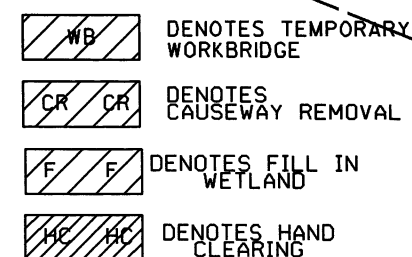 WB DENOTES TEMPORARY
WORKBRIDGE
CR CR DENOTES
CAUSEWAY REMOVAL
F F DENOTES FILL IN
WETLAND
HC HC DENOTES HAND
CLEARING